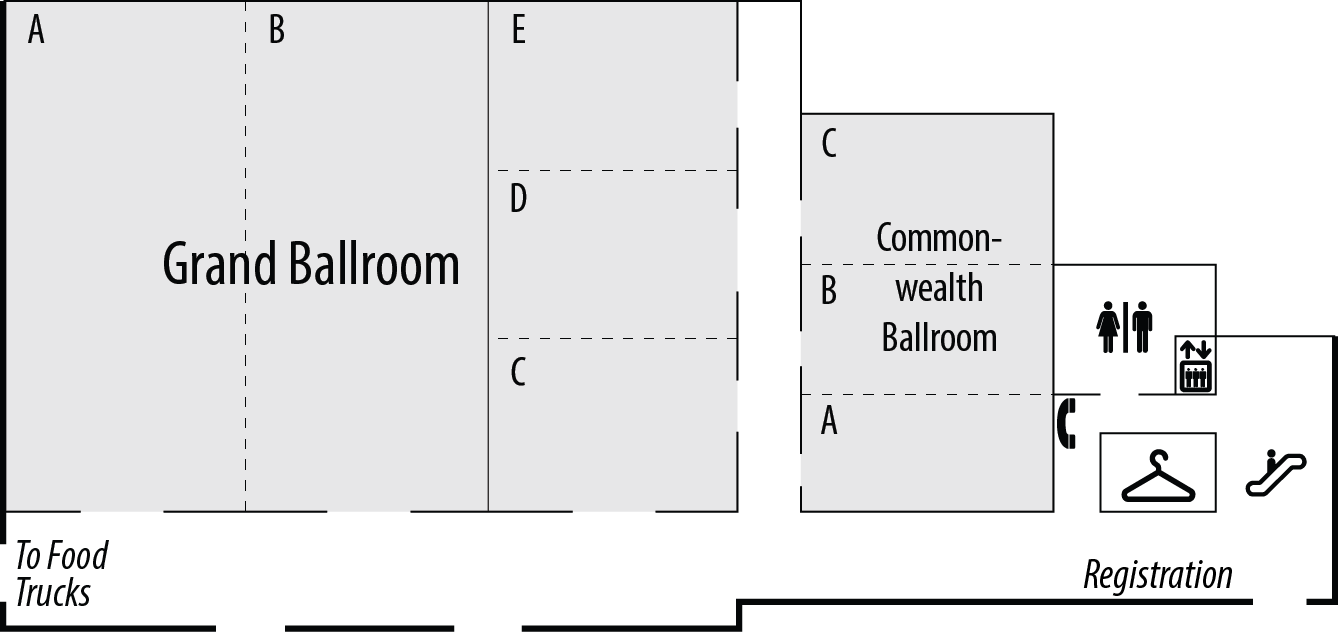 A
B
E
D
C
Grand Ballroom
C
B
A
Common-
wealth
Ballroom
To Food
Trucks
Registration